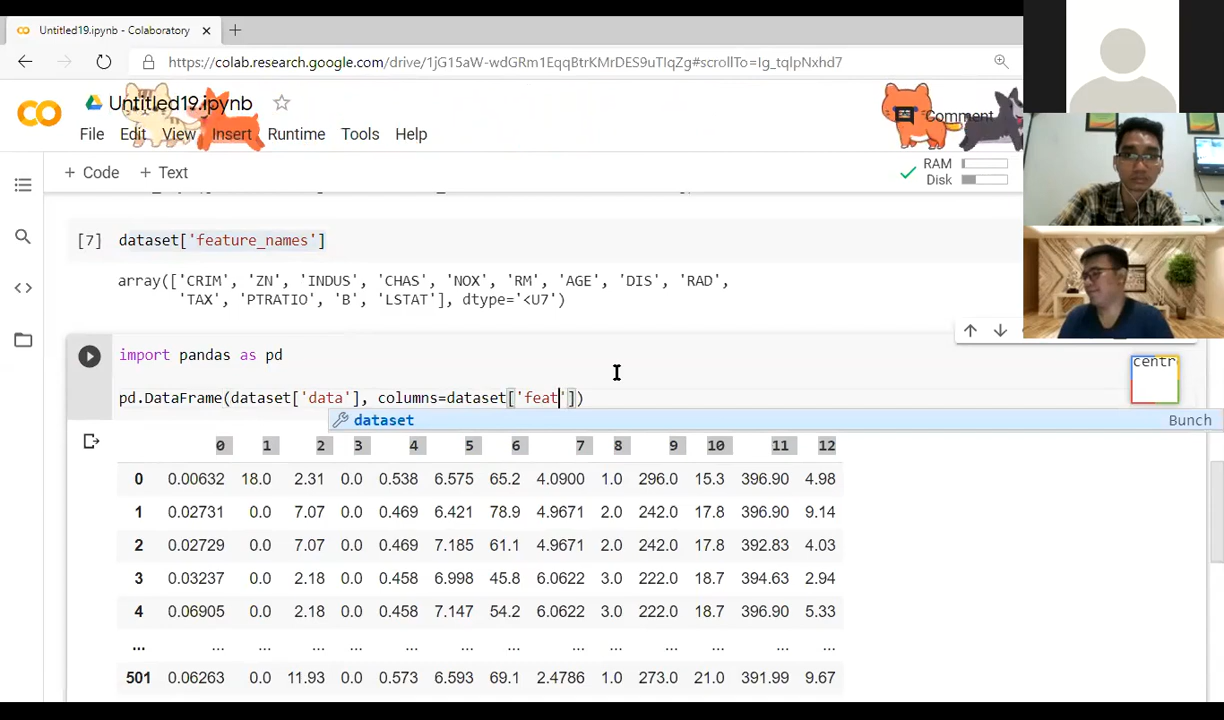 Untitled19.ipynb - Colaboratory
https://colab.research.google.com/drive/1jG15aW-wdGRm1EqqBtrKMrDES9uTIqZg#scrollTo=Ig_tqlpNxhd7
Untitled19.ipynb
Comment
File Edit View Insert Runtime Tools Help
+ Code + Text
RAM
Disk
[7] dataset['feature_names']
array(['CRIM', 'ZN', 'INDUS', 'CHAS', 'NOX', 'RM', 'AGE', 'DIS', 'RAD',
'TAX', 'PTRATIO', 'B', 'LSTAT'], dtype='<U7')
import pandas as pd
centr
pd.DataFrame(dataset['data'], columns=dataset['feat'])
dataset Bunch
0 1 2 3 4 5 6 7 8 9 10 11 12
0 0.00632 18.0 2.31 0.0 0.538 6.575 65.2 4.0900 1.0 296.0 15.3 396.90 4.98
1 0.02731 0.0 7.07 0.0 0.469 6.421 78.9 4.9671 2.0 242.0 17.8 396.90 9.14
2 0.02729 0.0 7.07 0.0 0.469 7.185 61.1 4.9671 2.0 242.0 17.8 392.83 4.03
3 0.03237 0.0 2.18 0.0 0.458 6.998 45.8 6.0622 3.0 222.0 18.7 394.63 2.94
4 0.06905 0.0 2.18 0.0 0.458 7.147 54.2 6.0622 3.0 222.0 18.7 396.90 5.33
... ... ... ... ... ... ... ... ... ... ... ... ... ...
501 0.06263 0.0 11.93 0.0 0.573 6.593 69.1 2.4786 1.0 273.0 21.0 391.99 9.67